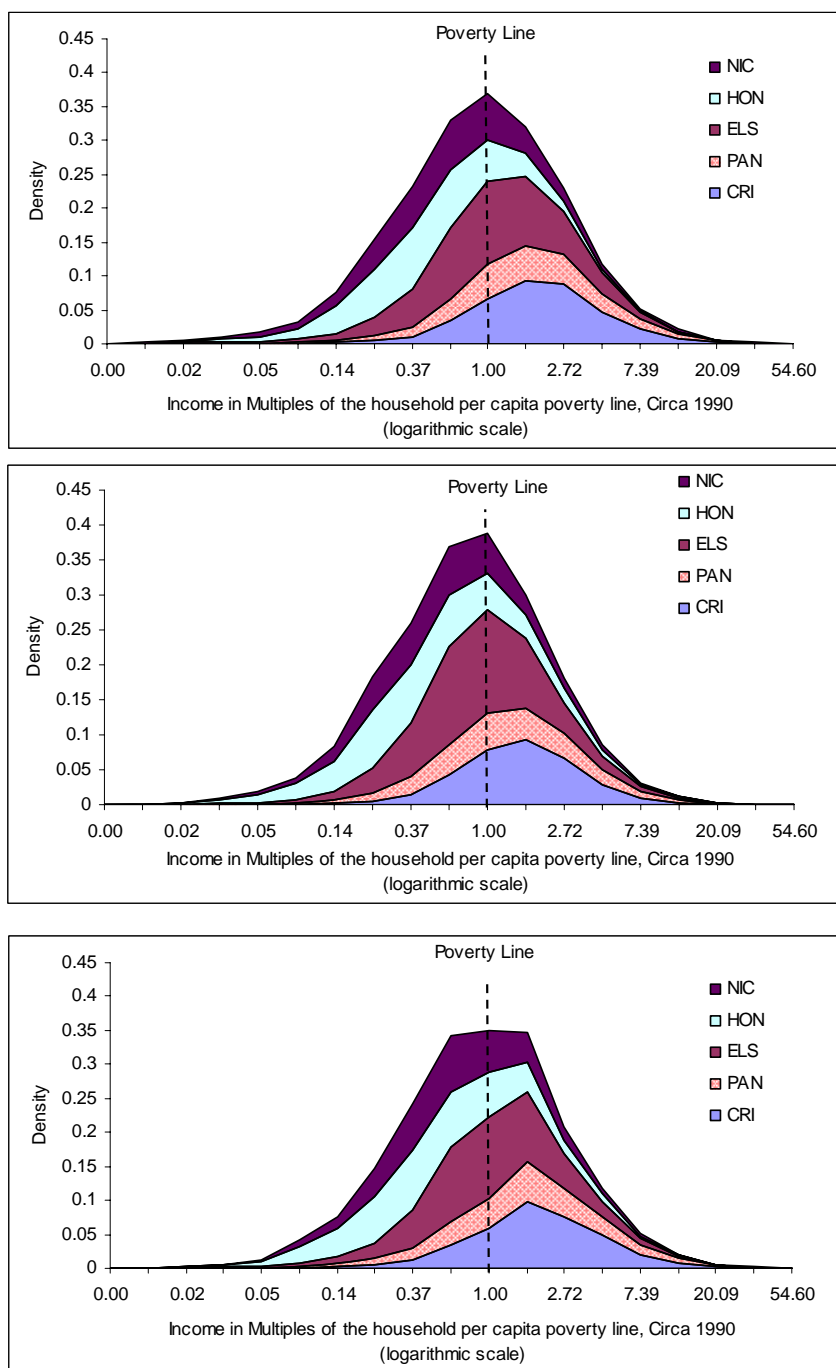 Poverty Line
0.45
0.4
0.35
0.3
0.25
0.2
0.15
0.1
0.05
0
Density
NIC
HON
ELS
PAN
CRI
0.00 0.02 0.05 0.14 0.37 1.00 2.72 7.39 20.09 54.60
Income in Multiples of the household per capita poverty line, Circa 1990
(logarithmic scale)
Poverty Line
0.45
0.4
0.35
0.3
0.25
0.2
0.15
0.1
0.05
0
Density
NIC
HON
ELS
PAN
CRI
0.00 0.02 0.05 0.14 0.37 1.00 2.72 7.39 20.09 54.60
Income in Multiples of the household per capita poverty line, Circa 1990
(logarithmic scale)
Poverty Line
0.45
0.4
0.35
0.3
0.25
0.2
0.15
0.1
0.05
0
Density
NIC
HON
ELS
PAN
CRI
0.00 0.02 0.05 0.14 0.37 1.00 2.72 7.39 20.09 54.60
Income in Multiples of the household per capita poverty line, Circa 1990
(logarithmic scale)